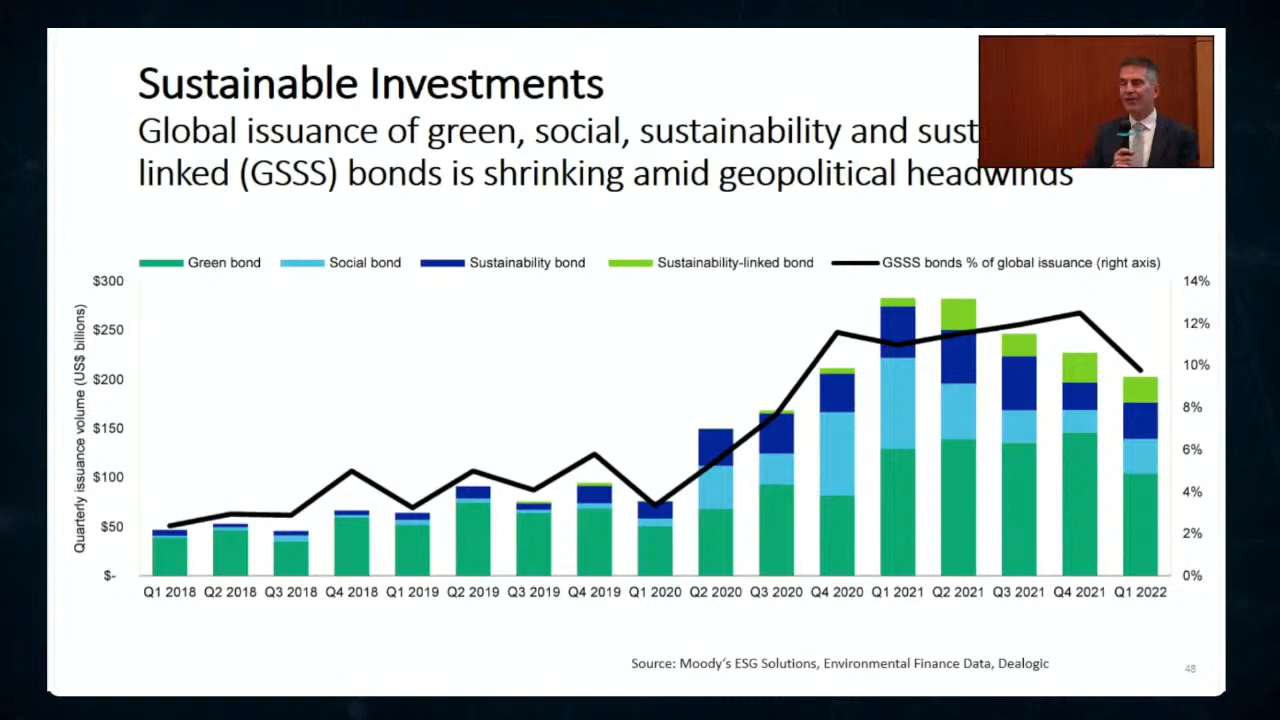 Sustainable Investments
Global issuance of green, social, sustainability and
linked (GSSS) bonds is shrinking amid geopolitical headwinds
Green bond Social bond Sustainability bond Sustainability-linked bond GSSS bonds % of global issuance (right axis)
Quarterly issuance volume (US$ billions)
$300
$250
$200
$150
$100
$50
$-
14%
12%
10%
8%
6%
4%
2%
0%
Q1 2018 Q2 2018 Q3 2018 Q4 2018 Q1 2019 Q2 2019 Q3 2019 Q4 2019 Q1 2020 Q2 2020 Q3 2020 Q4 2020 Q1 2021 Q2 2021 Q3 2021 Q4 2021 Q1 2022
Source: Moody's ESG Solutions, Environmental Finance Data, Dealogic
48